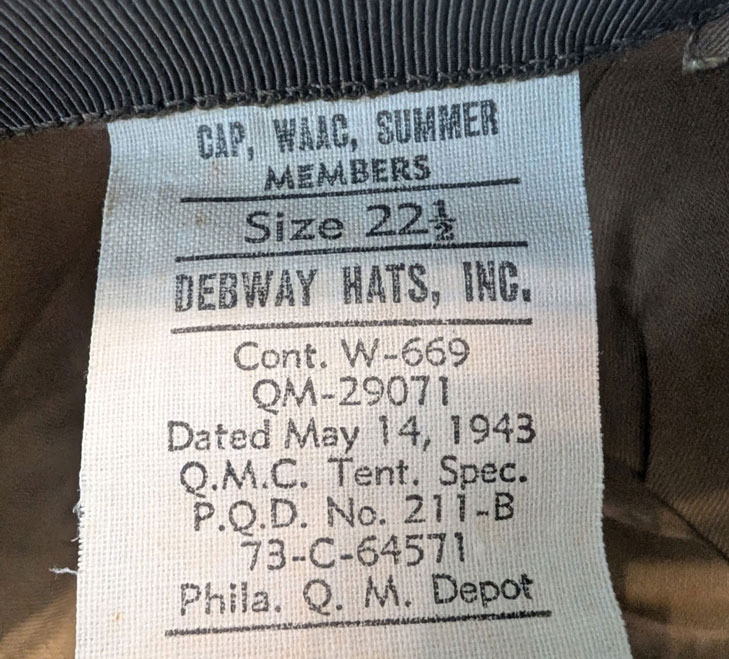 CAP, WAAC, SUMMER
MEMBERS
Size 22½
DEBWAY HATS, INC.
Cont. W-669
QM-29071
Dated May 14, 1943
Q.M.C. Tent. Spec.
P.Q.D. No. 211-B
73-C-64571
Phila. Q. M. Depot